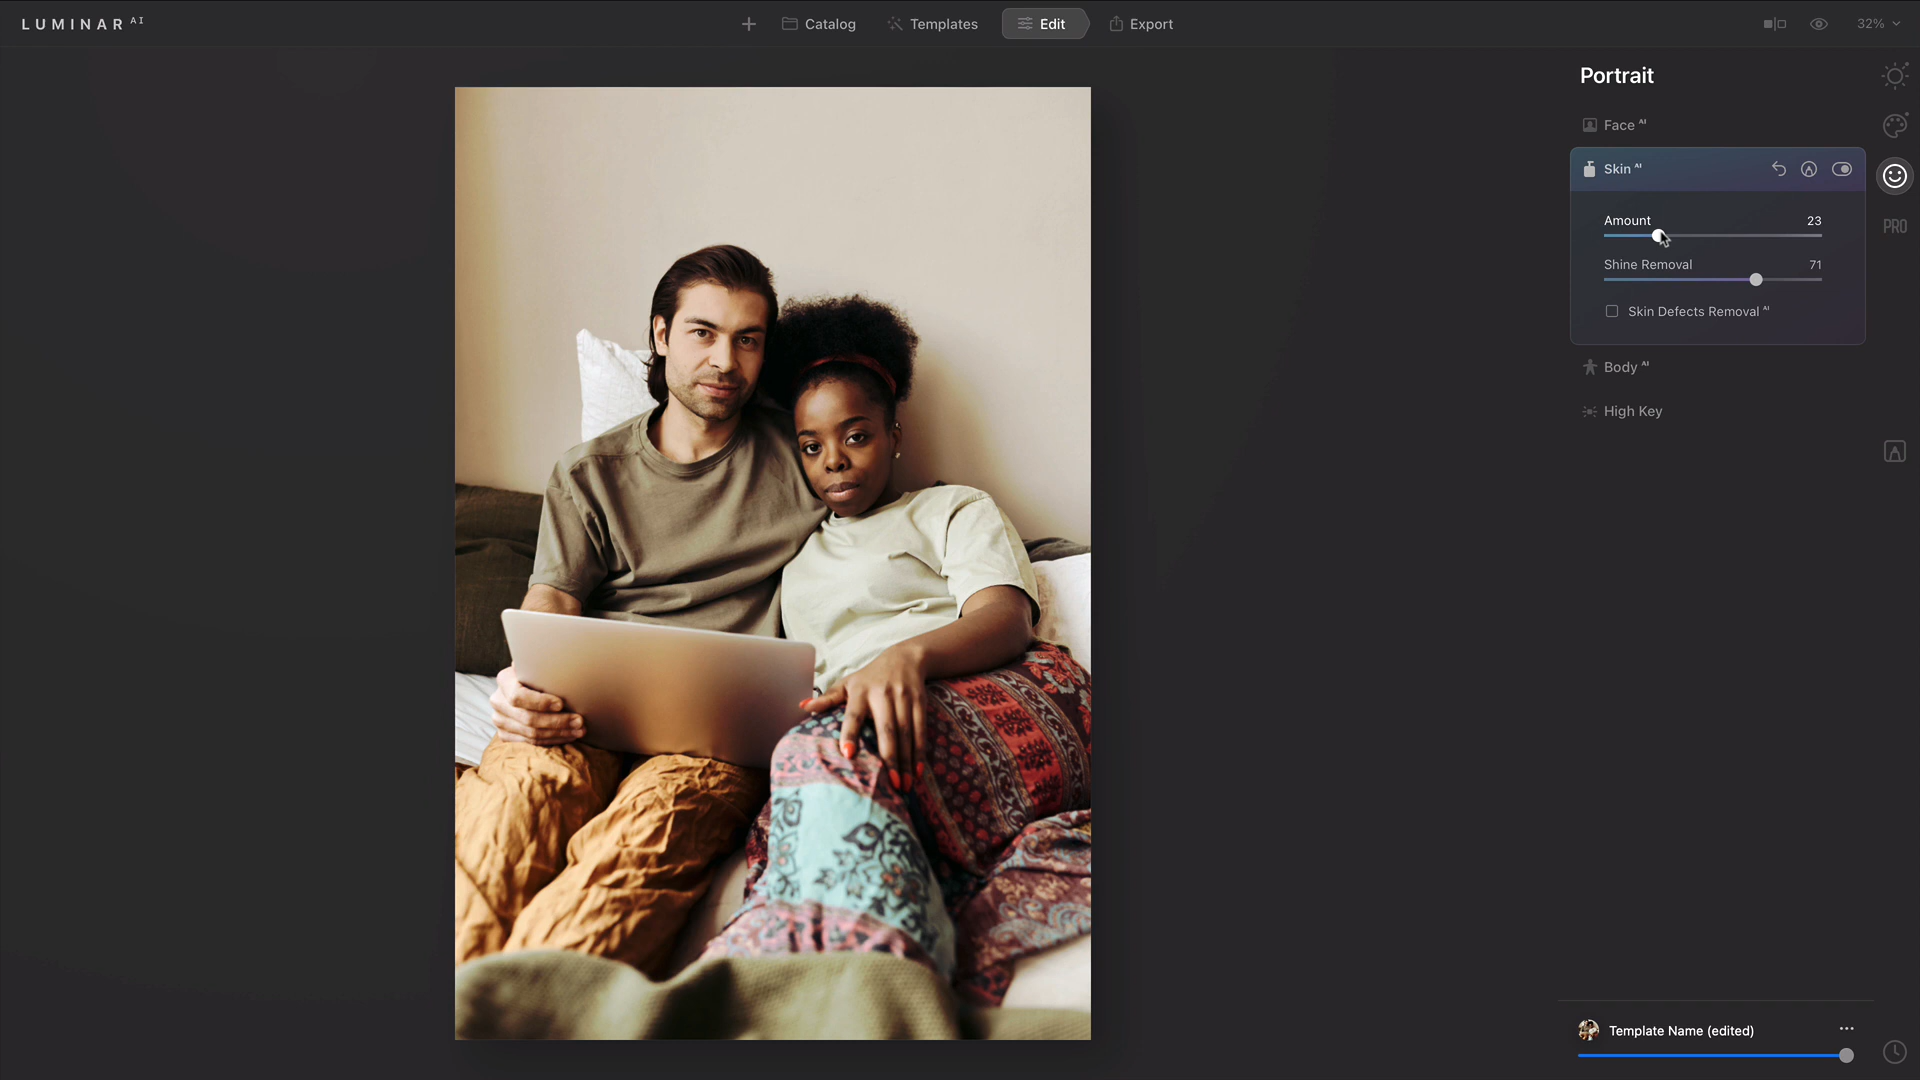 LUMINAR AI
Catalog
Templates
Edit
Export
32%
Portrait
Face AI
Skin AI
Amount 23
Shine Removal 71
Skin Defects Removal AI
Body AI
High Key
PRO
Template Name (edited)